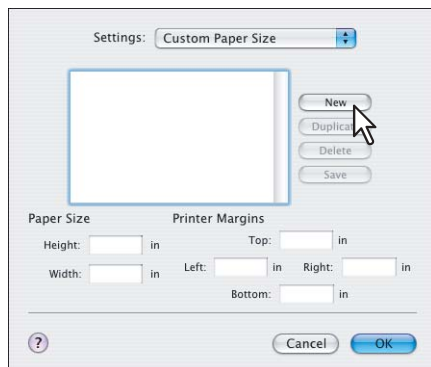 Settings: Custom Paper Size
New
Duplicat
Delete
Save
Paper Size Printer Margins
Height: in Top: in
Width: in Left: in Right: in
Bottom: in
? Cancel OK